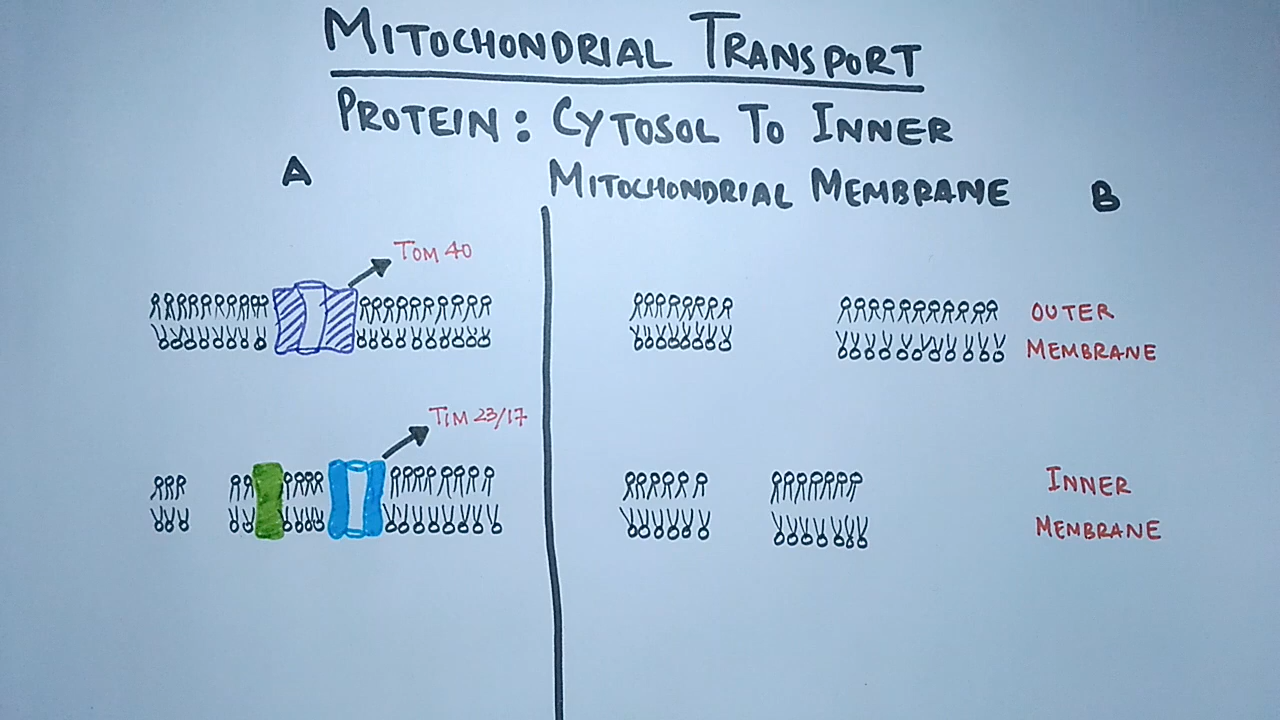 MITOCHONDRIAL TRANSPORT
PROTEIN: CYTOSOL TO INNER
MITOCHONDRIAL MEMBRANE
A
B
TOM 40
OUTER
MEMBRANE
TIM 23/17
INNER
MEMBRANE